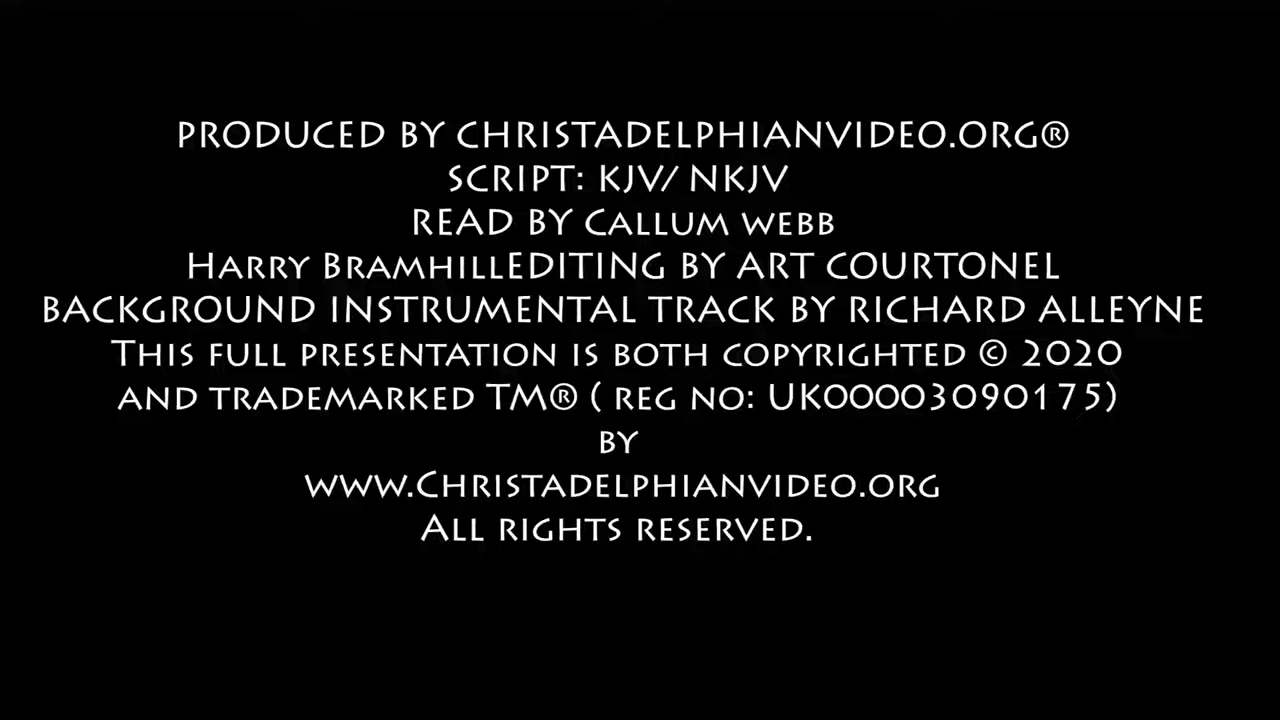 PRODUCED BY CHRISTADELPHIANVIDEO.ORG®
SCRIPT: KJV/ NKJV
READ BY CALLUM WEBB
HARRY BRAMHILLEDITING BY ART COURTONEL
BACKGROUND INSTRUMENTAL TRACK BY RICHARD ALLEYNE
THIS FULL PRESENTATION IS BOTH COPYRIGHTED © 2020
AND TRADEMARKED TM® ( REG NO: UK00003090175)
BY
WWW.CHRISTADELPHIANVIDEO.ORG
ALL RIGHTS RESERVED.